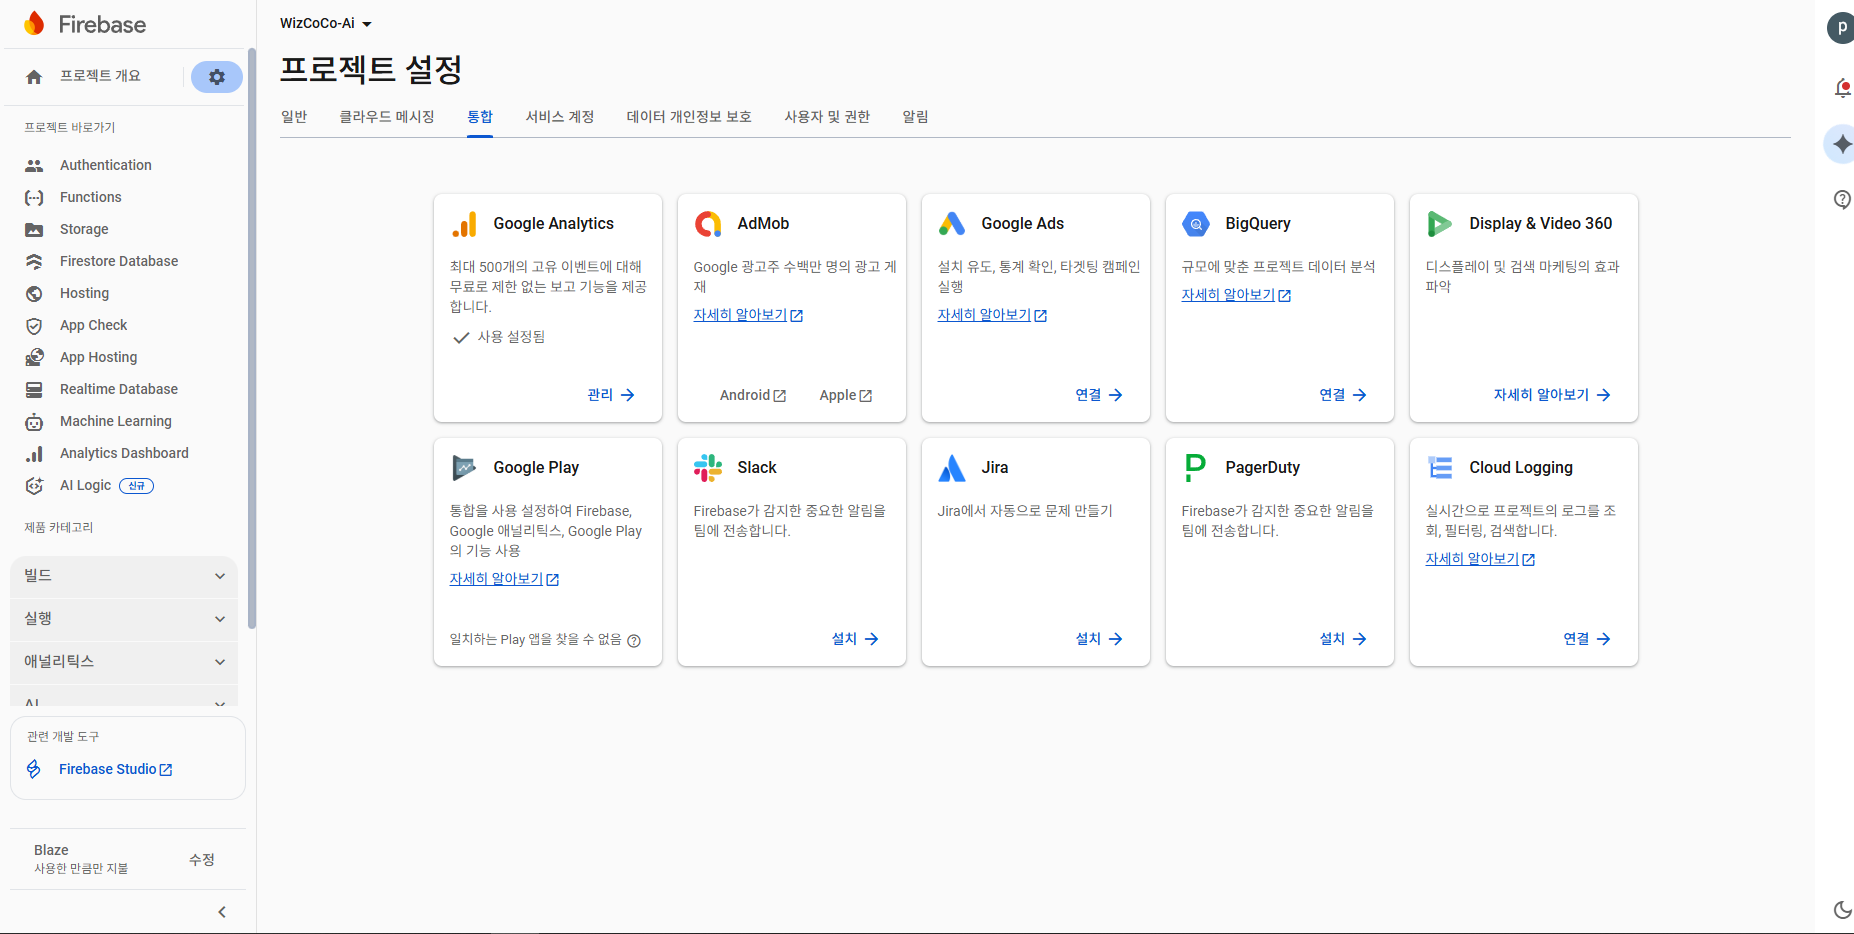 Firebase
프로젝트 개요
프로젝트 바로가기
Authentication
Functions
Storage
Firestore Database
Hosting
App Check
App Hosting
Realtime Database
Machine Learning
Analytics Dashboard
AI Logic 신규
제품 카테고리
빌드
실행
애널리틱스
AI
관련 개발 도구
Firebase Studio
Blaze
사용한 만큼만 지불
수정
WizCoCo-Ai
프로젝트 설정
일반 클라우드 메시징 통합 서비스 계정 데이터 개인정보 보호 사용자 및 권한 알림
Google Analytics
최대 500개의 고유 이벤트에 대해
무료로 제한 없는 보고 기능을 제공
합니다.
사용 설정됨
관리
AdMob
Google 광고주 수백만 명의 광고 게
재
자세히 알아보기
Android Apple
Google Ads
설치 유도, 통계 확인, 타겟팅 캠페인
실행
자세히 알아보기
연결
BigQuery
규모에 맞춘 프로젝트 데이터 분석
자세히 알아보기
연결
Display & Video 360
디스플레이 및 검색 마케팅의 효과
파악
자세히 알아보기
Google Play
통합을 사용 설정하여 Firebase,
Google 애널리틱스, Google Play
의 기능 사용
자세히 알아보기
일치하는 Play 앱을 찾을 수 없음
Slack
Firebase가 감지한 중요한 알림을
팀에 전송합니다.
설치
Jira
Jira에서 자동으로 문제 만들기
설치
PagerDuty
Firebase가 감지한 중요한 알림을
팀에 전송합니다.
설치
Cloud Logging
실시간으로 프로젝트의 로그를 조
회, 필터링, 검색합니다.
자세히 알아보기
연결
p